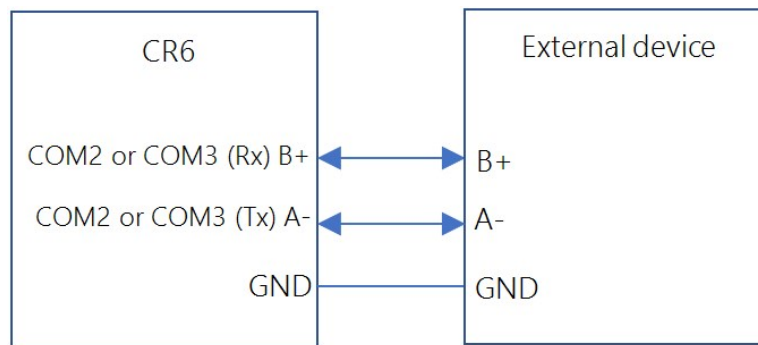 CR6
External device
COM2 or COM3 (Rx) B+
B+
COM2 or COM3 (Tx) A-
A-
GND
GND